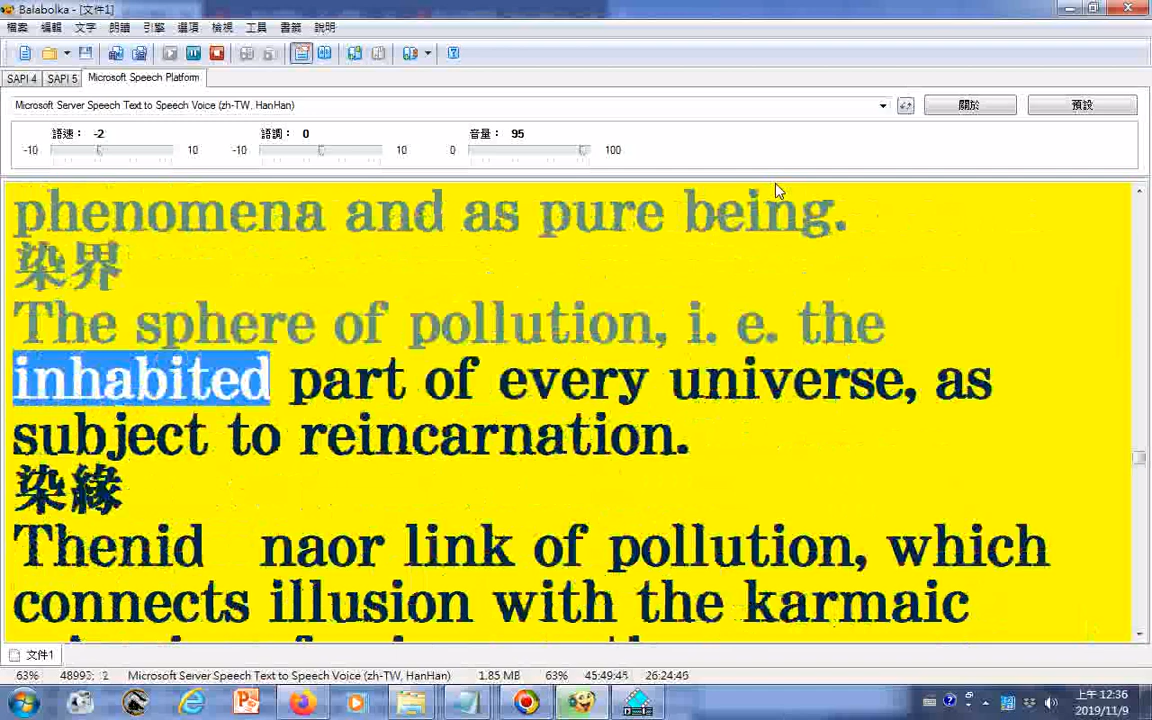 Balabolka - [文件1]
檔案 編輯 文字 朗讀 引擎 選項 檢視 工具 書籤 說明
SAPI 4 SAPI 5 Microsoft Speech Platform
Microsoft Server Speech Text to Speech Voice (zh-TW, HanHan) 關於 預設
語速： -2 語調： 0 音量： 95
-10 10 -10 10 0 100
phenomena and as pure being.
染界
The sphere of pollution, i. e. the
inhabited part of every universe, as
subject to reincarnation.
染緣
Thenid naor link of pollution, which
connects illusion with the karmaic
文件1
63% 48993: 2 Microsoft Server Speech Text to Speech Voice (zh-TW, HanHan) 1.85 MB 63% 45:49:45 26:24:45
上午 12:36
2019/11/9